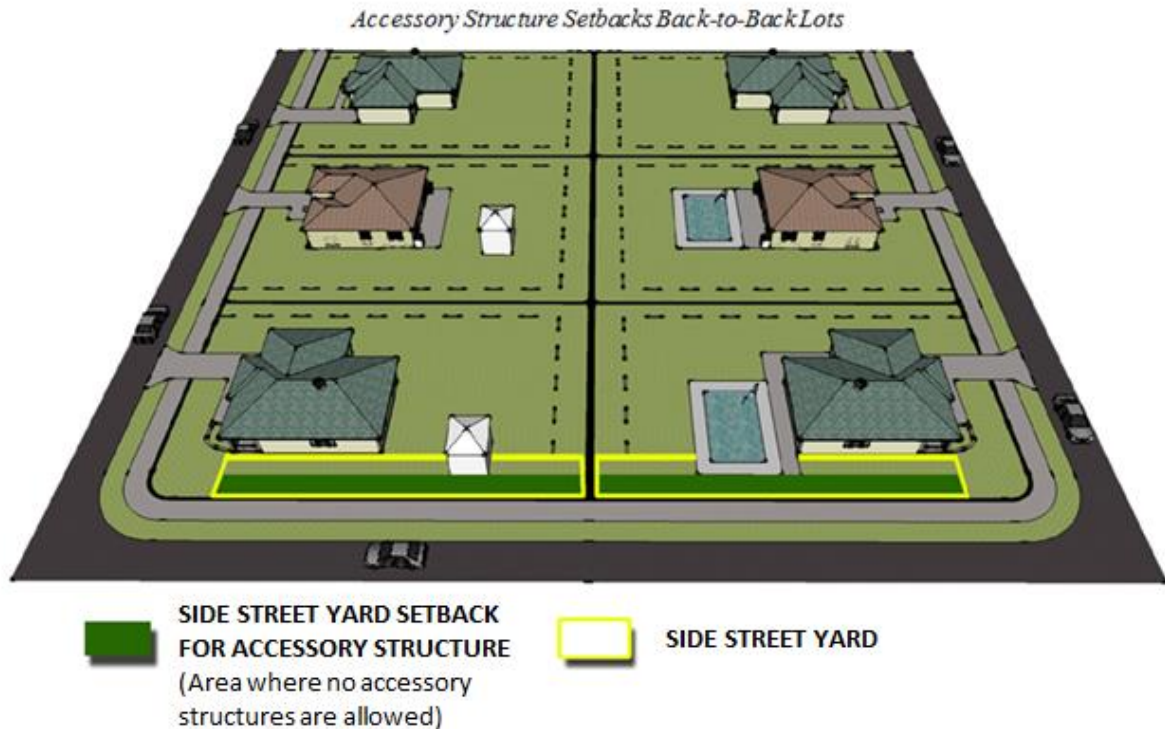 Accessory Structure Setbacks Back-to-Back Lots
SIDE STREET YARD SETBACK
FOR ACCESSORY STRUCTURE
(Area where no accessory
structures are allowed)
SIDE STREET YARD